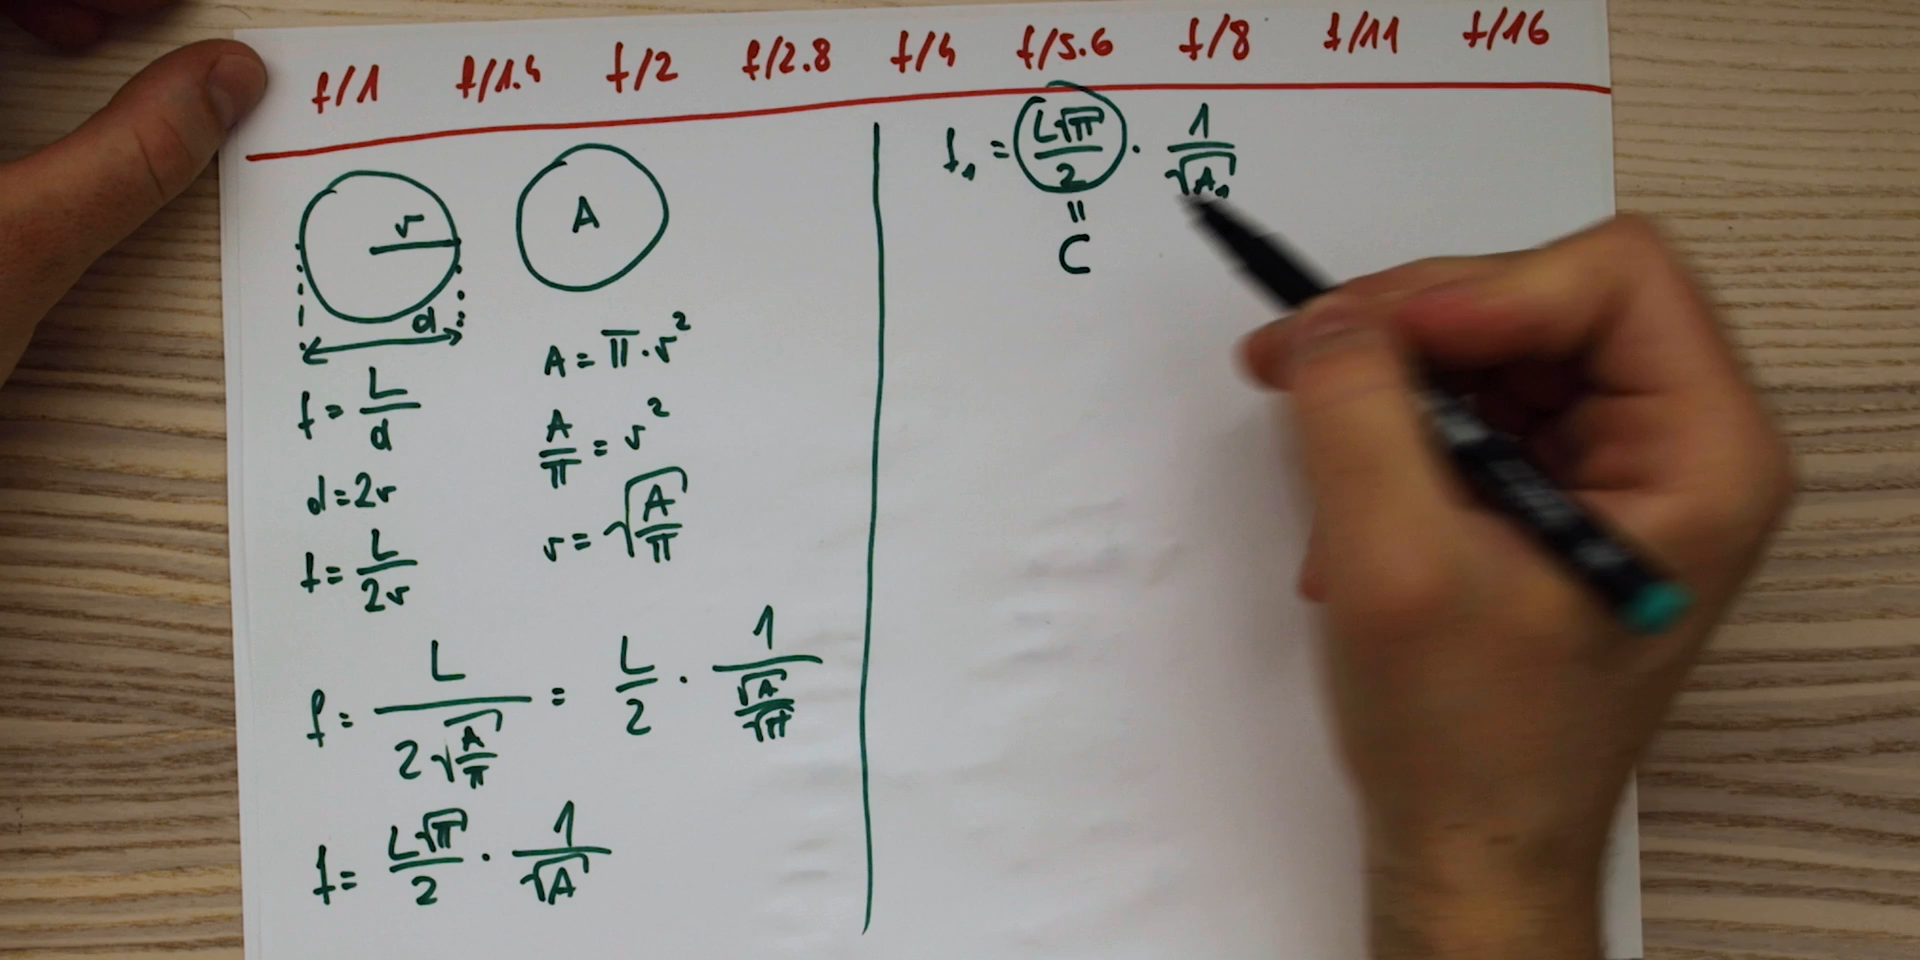 f/1 f/1.4 f/2 f/2.8 f/4 f/5.6 f/8 f/11 f/16
r
d
A
f = L/d
d = 2r
f = L/2r
A = π · r²
A/π = r²
r = √(A/π)
f = L/(2√(A/π)) = L/2 · 1/(√A/√π)
f = L√π/2 · 1/√A
f₁ = L√π/2 · 1/√A₁
=
C